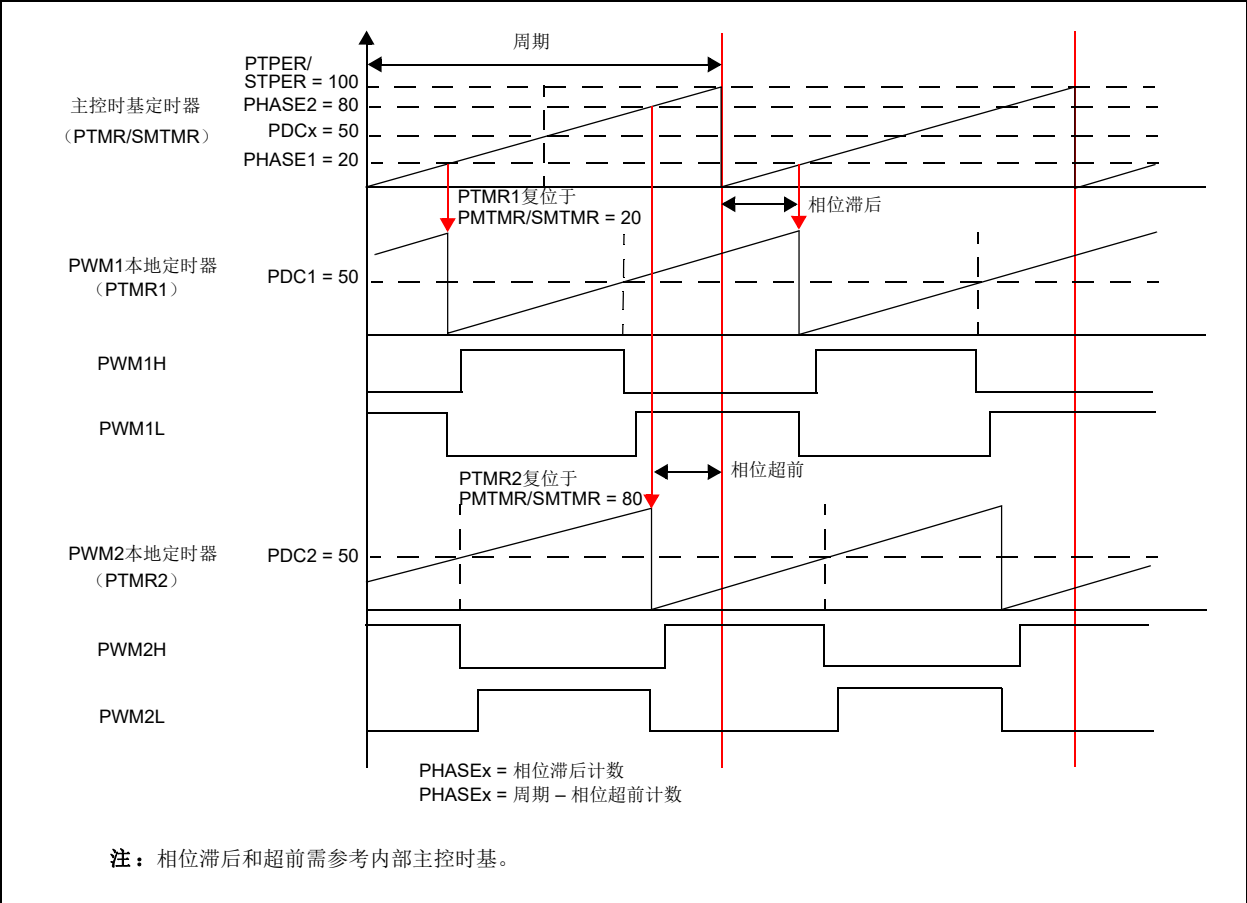 周期
PTPER/
STPER = 100
主控时基定时器
（PTMR/SMTMR）
PHASE2 = 80
PDCx = 50
PHASE1 = 20
PTMR1复位于
PMTMR/SMTMR = 20
相位滞后
PWM1本地定时器
（PTMR1）
PDC1 = 50
PWM1H
PWM1L
相位超前
PTMR2复位于
PMTMR/SMTMR = 80
PWM2本地定时器
（PTMR2）
PDC2 = 50
PWM2H
PWM2L
PHASEx = 相位滞后计数
PHASEx = 周期 – 相位超前计数
注：相位滞后和超前需参考内部主控时基。